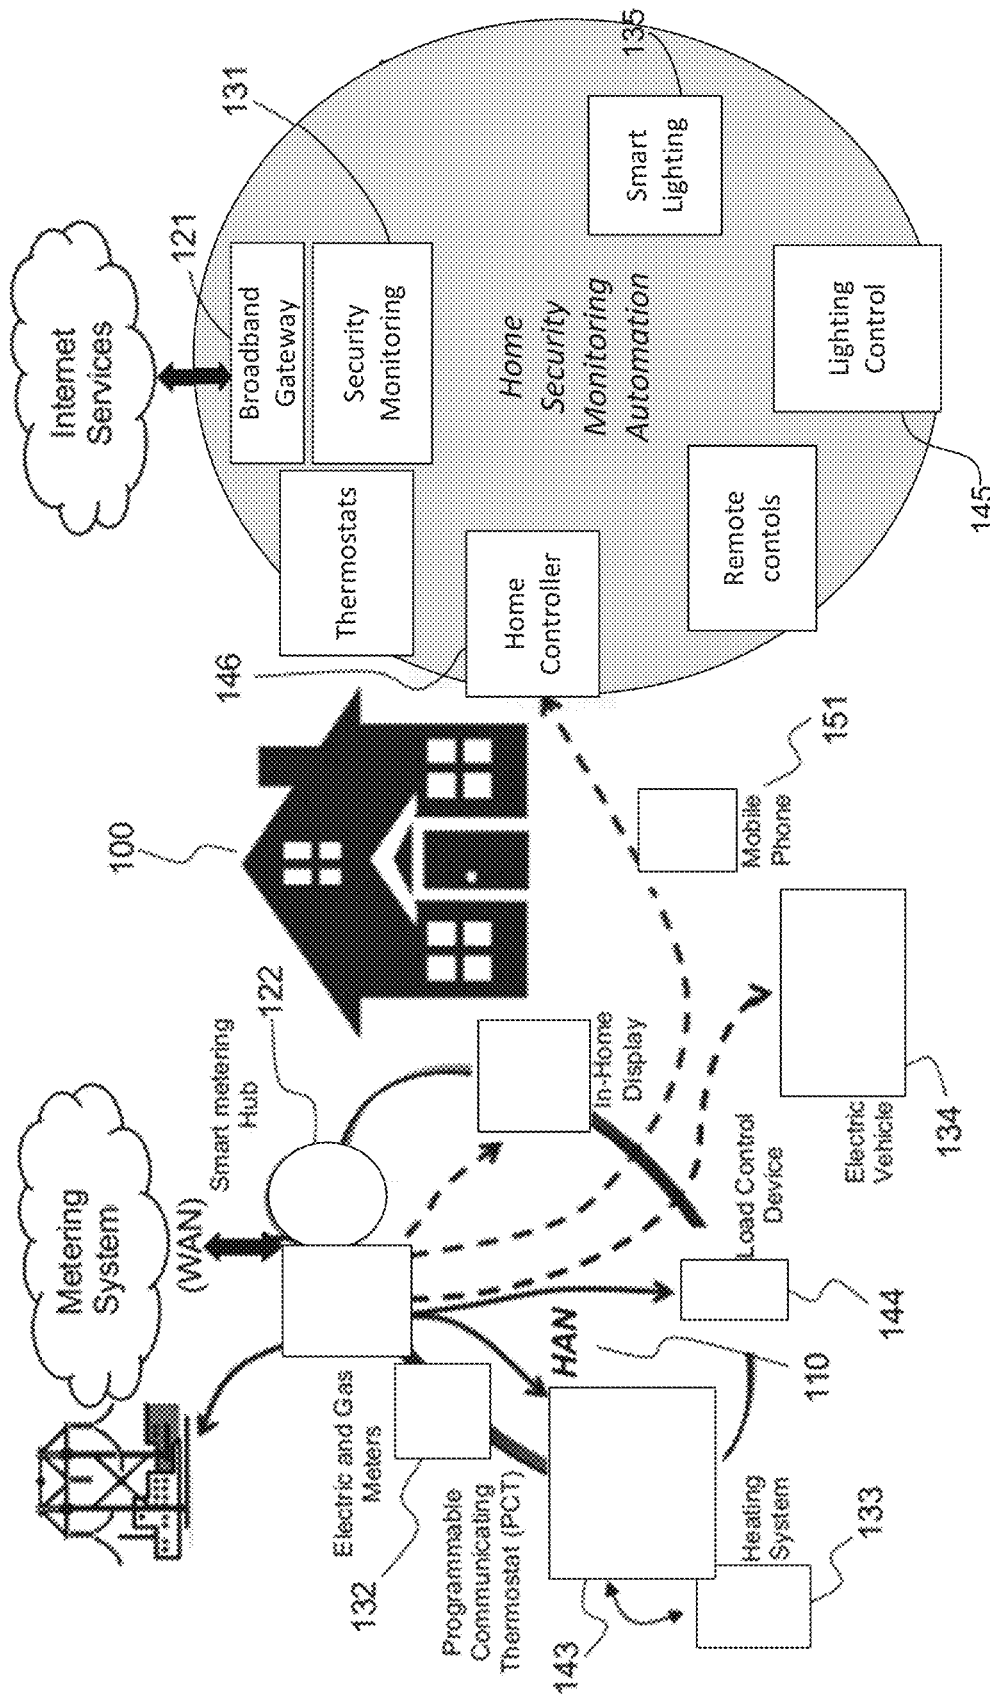 Metering
System
(WAN)
Smart metering
Hub
122
Electric and Gas
Meters
132
Programmable
Communicating
Thermostat (PCT)
143
HAN
110
Heating
System
133
Load Control
Device
144
In-Home
Display
Electric
Vehicle
134
100
Mobile
Phone
151
Internet
Services
121
131
135
146
Thermostats
Broadband
Gateway
Security
Monitoring
Smart
Lighting
Home
Controller
Home
Security
Monitoring
Automation
Remote
contols
Lighting
Control
145